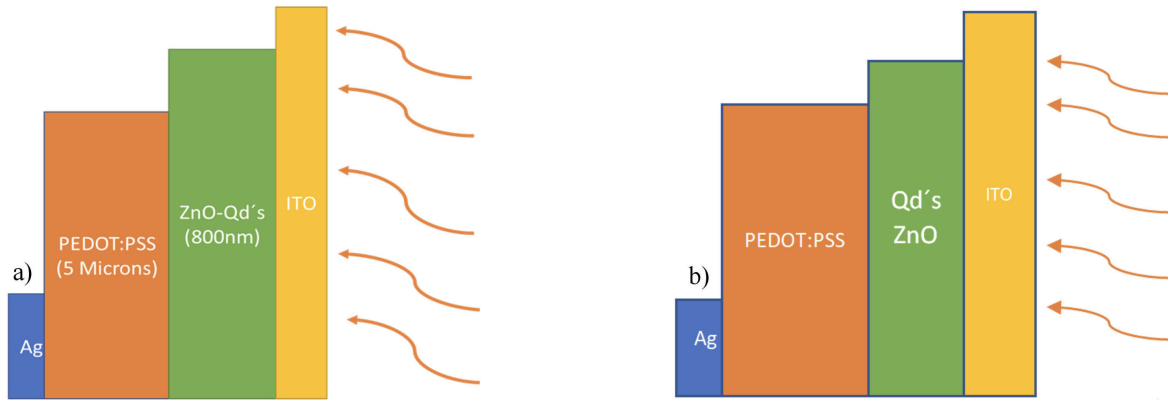 a)
Ag
PEDOT:PSS
(5 Microns)
ZnO-Qd´s
(800nm)
ITO
b)
Ag
PEDOT:PSS
Qd´s
ZnO
ITO